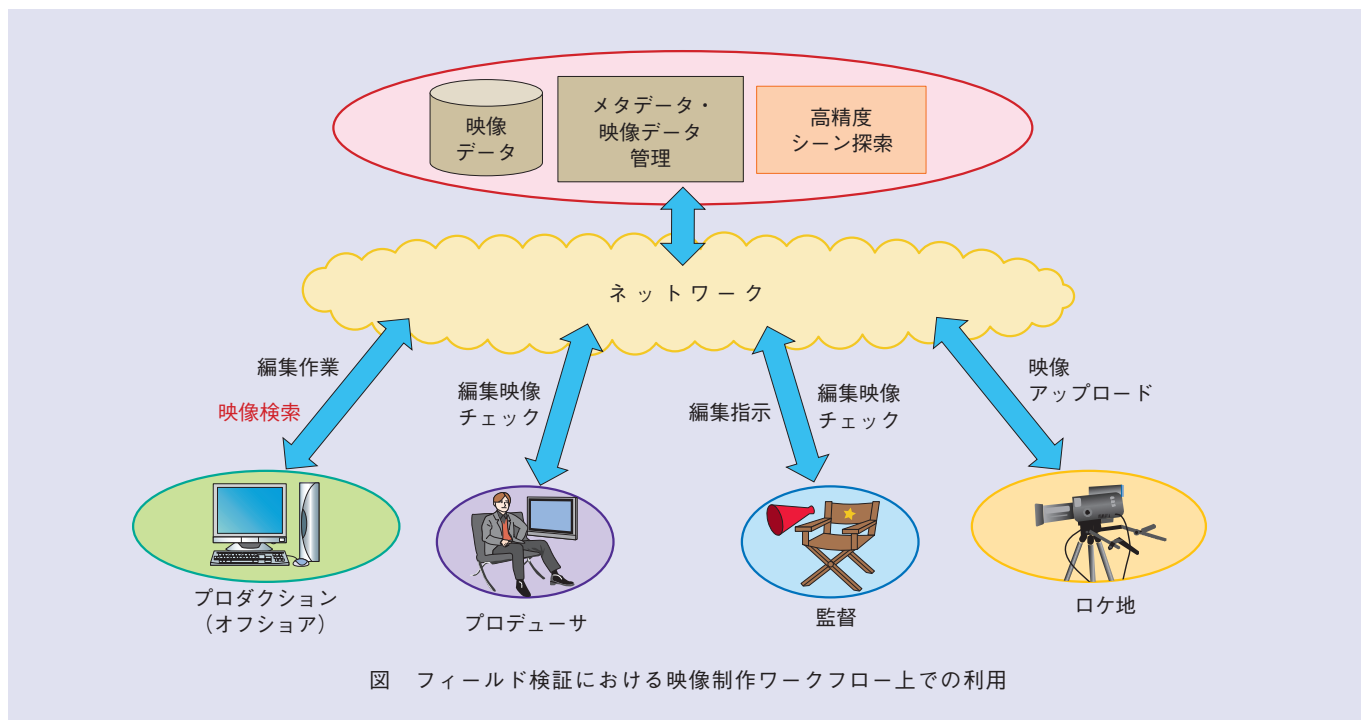 映像
データ
メタデータ・
映像データ
管理
高精度
シーン探索
ネットワーク
編集作業
映像検索
編集映像
チェック
編集指示
編集映像
チェック
映像
アップロード
プロダクション
（オフショア）
プロデューサ
監督
ロケ地
図　フィールド検証における映像制作ワークフロー上での利用